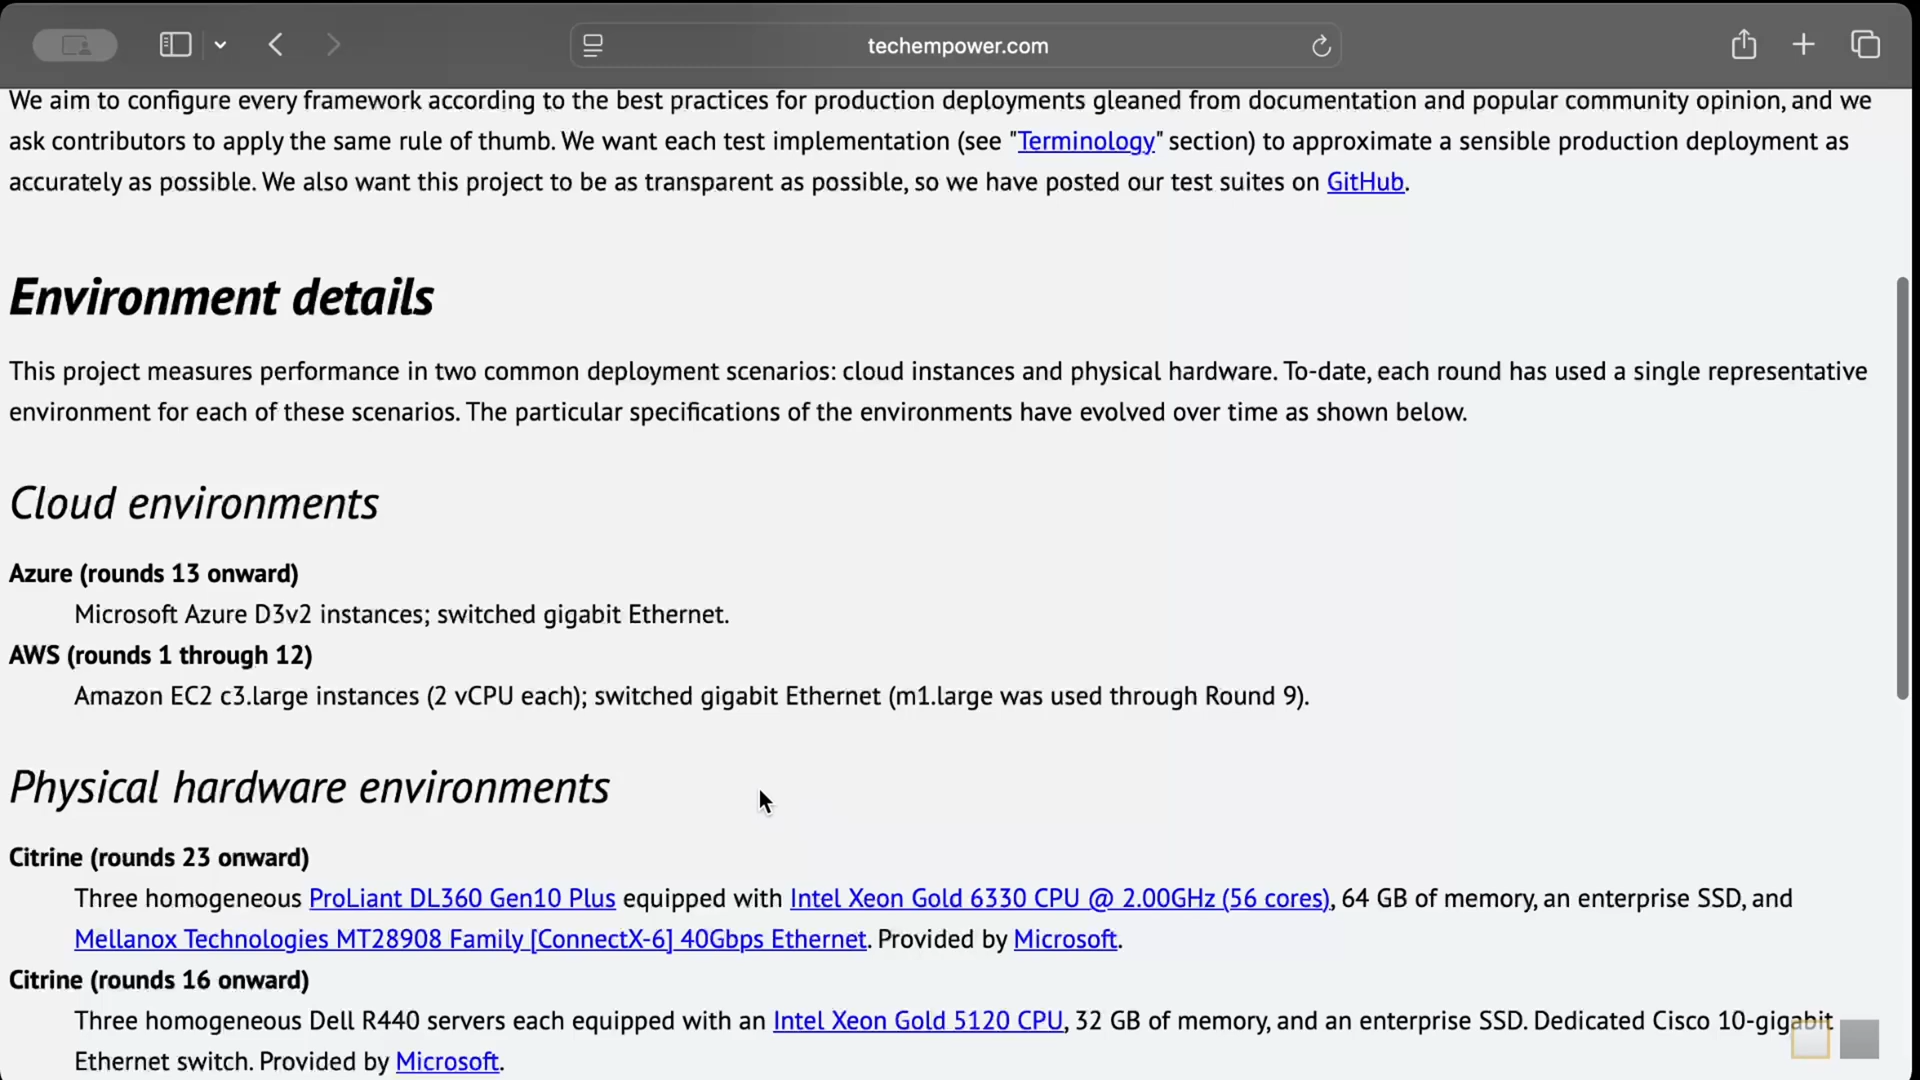 techempower.com
We aim to configure every framework according to the best practices for production deployments gleaned from documentation and popular community opinion, and we
ask contributors to apply the same rule of thumb. We want each test implementation (see "Terminology" section) to approximate a sensible production deployment as
accurately as possible. We also want this project to be as transparent as possible, so we have posted our test suites on GitHub.
Environment details
This project measures performance in two common deployment scenarios: cloud instances and physical hardware. To-date, each round has used a single representative
environment for each of these scenarios. The particular specifications of the environments have evolved over time as shown below.
Cloud environments
Azure (rounds 13 onward)
Microsoft Azure D3v2 instances; switched gigabit Ethernet.
AWS (rounds 1 through 12)
Amazon EC2 c3.large instances (2 vCPU each); switched gigabit Ethernet (m1.large was used through Round 9).
Physical hardware environments
Citrine (rounds 23 onward)
Three homogeneous ProLiant DL360 Gen10 Plus equipped with Intel Xeon Gold 6330 CPU @ 2.00GHz (56 cores), 64 GB of memory, an enterprise SSD, and
Mellanox Technologies MT28908 Family [ConnectX-6] 40Gbps Ethernet. Provided by Microsoft.
Citrine (rounds 16 onward)
Three homogeneous Dell R440 servers each equipped with an Intel Xeon Gold 5120 CPU, 32 GB of memory, and an enterprise SSD. Dedicated Cisco 10-gigabit
Ethernet switch. Provided by Microsoft.